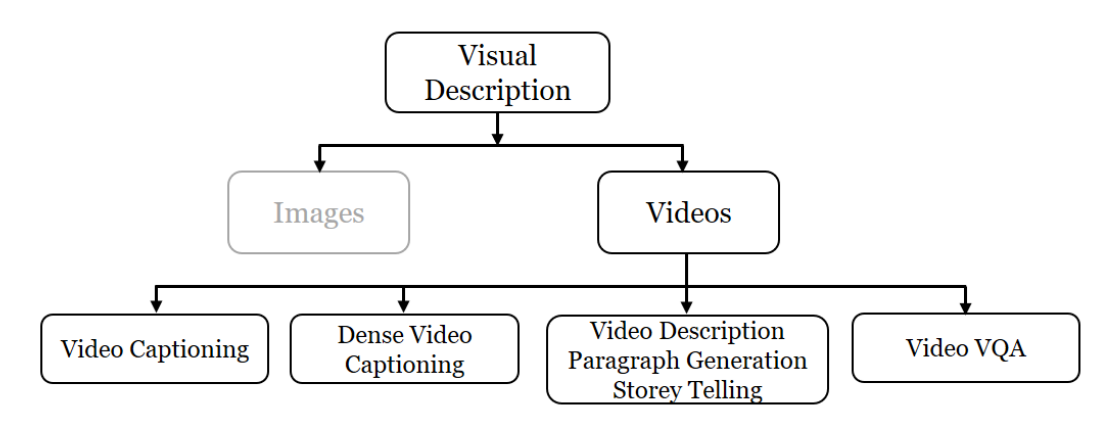 Visual
Description
Images
Videos
Video Captioning
Dense Video
Captioning
Video Description
Paragraph Generation
Storey Telling
Video VQA